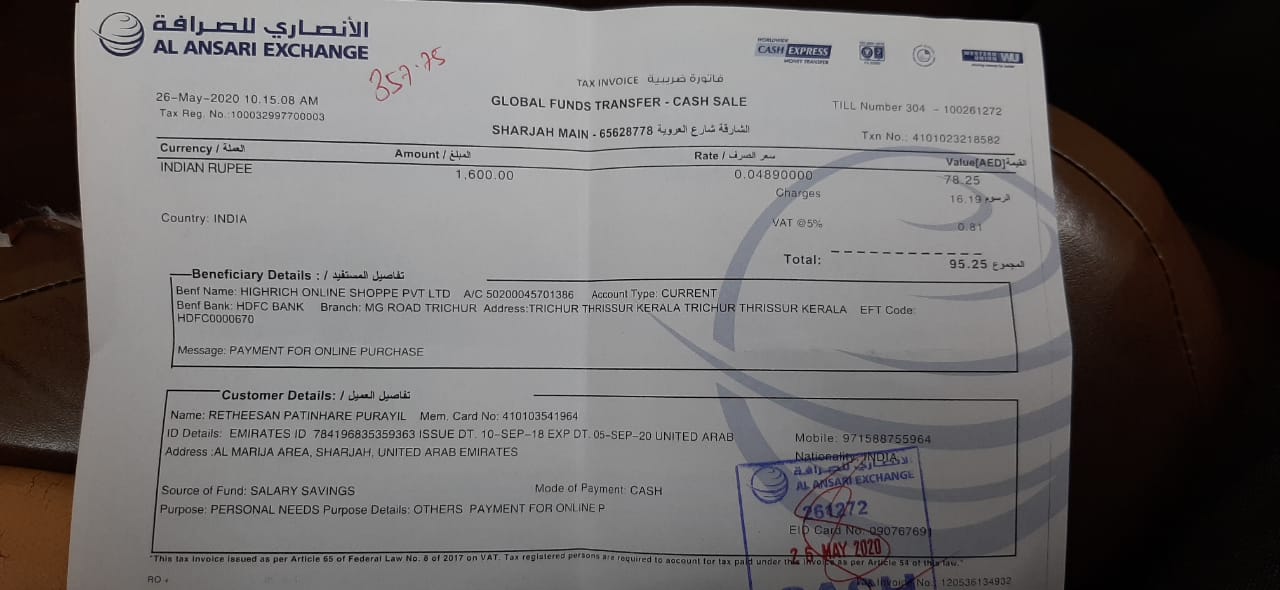 الأنصاري للصرافة
AL ANSARI EXCHANGE
357.75
WORLDWIDE CASH EXPRESS MONEY TRANSFER
WESTERN UNION WU
TAX INVOICE فاتورة ضريبية
26-May-2020 10.15.08 AM
GLOBAL FUNDS TRANSFER - CASH SALE
TILL Number 304 - 100261272
Tax Reg. No.:100032997700003
SHARJAH MAIN - 65628778 الشارقة شارع العروبة
Txn No.: 4101023218582
Currency / العملة Amount / المبلغ Rate / سعر الصرف Value[AED] القيمة
INDIAN RUPEE 1,600.00 0.04890000 78.25
Charges 16.19 الرسوم
Country: INDIA VAT @5% 0.81
Total: 95.25 المجموع
Beneficiary Details : / تفاصيل المستفيد
Benf Name: HIGHRICH ONLINE SHOPPE PVT LTD A/C 50200045701386 Account Type: CURRENT
Benf Bank: HDFC BANK Branch: MG ROAD TRICHUR Address:TRICHUR THRISSUR KERALA TRICHUR THRISSUR KERALA EFT Code:
HDFC0000670
Message: PAYMENT FOR ONLINE PURCHASE
Customer Details: / تفاصيل العميل
Name: RETHEESAN PATINHARE PURAYIL Mem. Card No: 410103541964
ID Details: EMIRATES ID 784196835359363 ISSUE DT. 10-SEP-18 EXP DT. 05-SEP-20 UNITED ARAB Mobile: 971588755964
Address :AL MARIJA AREA, SHARJAH, UNITED ARAB EMIRATES Nationality: INDIA
AL ANSARI EXCHANGE
Source of Fund: SALARY SAVINGS Mode of Payment: CASH
261272
Purpose: PERSONAL NEEDS Purpose Details: OTHERS PAYMENT FOR ONLINE P
EID Card No: 090767691
26 MAY 2020
"This tax invoice issued as per Article 65 of Federal Law No. 8 of 2017 on VAT. Tax registered persons are required to account for tax paid under this invoice as per Article 54 of this law."
RO
Tax Invoice No.: 120536134932
CASH